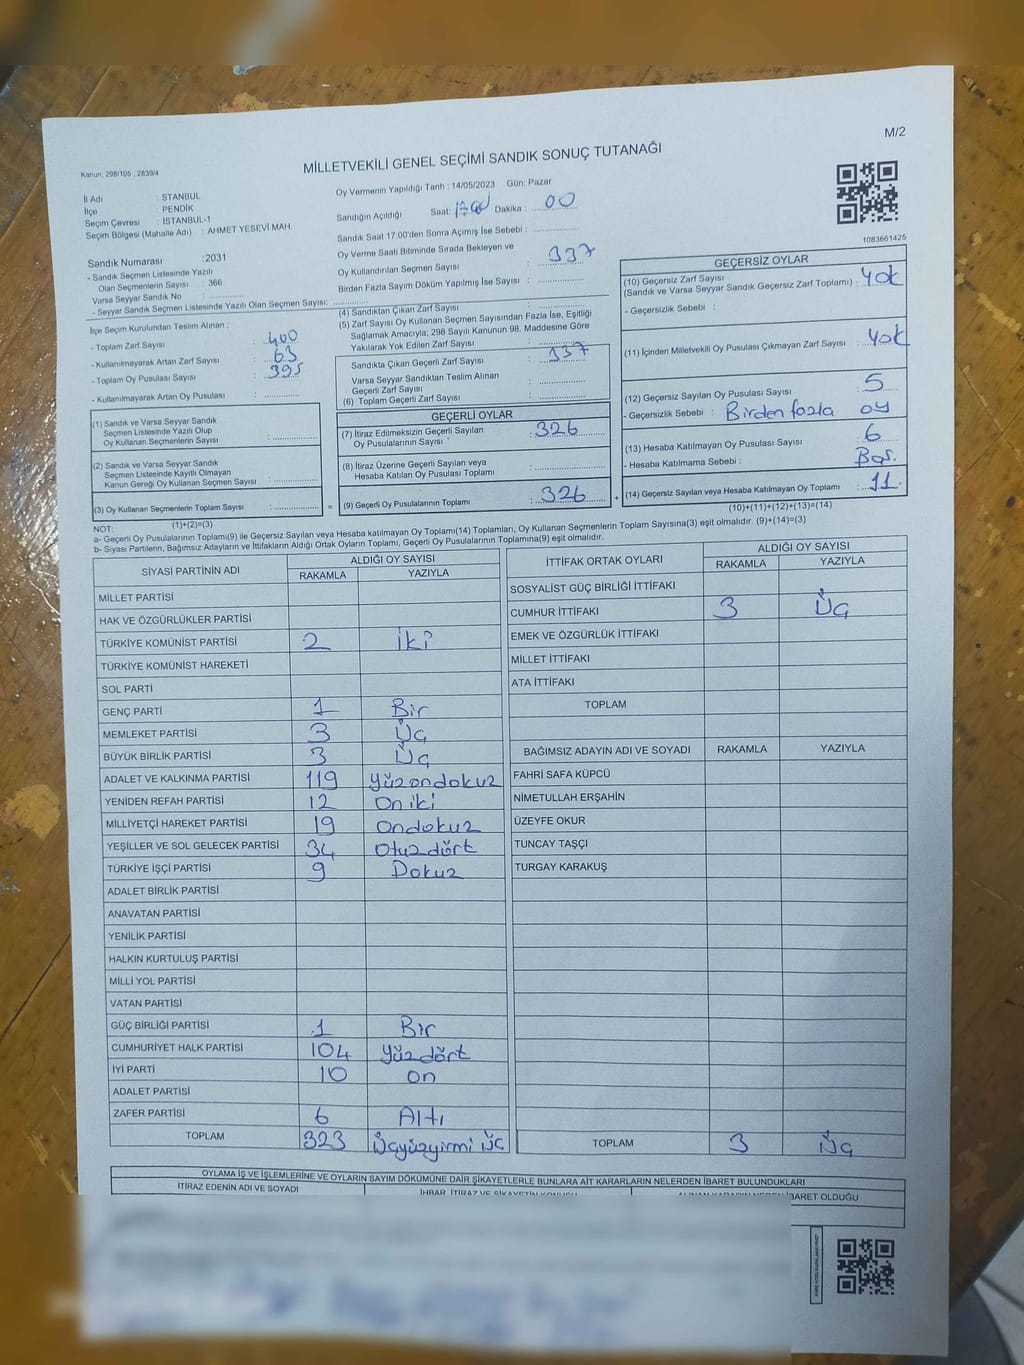 M/2
Kanun; 298/105 , 2839/4
MİLLETVEKİLİ GENEL SEÇİMİ SANDIK SONUÇ TUTANAĞI
İl Adı : STANBUL
İlçe : PENDİK
Seçim Çevresi : İSTANBUL-1
Seçim Bölgesi (Mahalle Adı) : AHMET YESEVİ MAH.
Sandık Numarası :2031
- Sandık Seçmen Listesinde Yazılı
Olan Seçmenlerin Sayısı : 366
Varsa Seyyar Sandık No :
- Seyyar Sandık Seçmen Listesinde Yazılı Olan Seçmen Sayısı:
İlçe Seçim Kurulundan Teslim Alınan ;
- Toplam Zarf Sayısı : 400
- Kullanılmayarak Artan Zarf Sayısı : 63
- Toplam Oy Pusulası Sayısı : 395
- Kullanılmayarak Artan Oy Pusulası :
Oy Vermenin Yapıldığı Tarih : 14/05/2023 Gün: Pazar
Sandığın Açıldığı Saat: Dakika : 00
Sandık Saat 17:00'den Sonra Açımış İse Sebebi :
Oy Verme Saati Bitiminde Sırada Bekleyen ve
Oy Kullandırılan Seçmen Sayısı : 337
Birden Fazla Sayım Döküm Yapılmış İse Sayısı :
(4) Sandıktan Çıkan Zarf Sayısı
(5) Zarf Sayısı Oy Kullanan Seçmen Sayısından Fazla İse, Eşitliği
Sağlamak Amacıyla; 298 Sayılı Kanunun 98. Maddesine Göre
Yakılarak Yok Edilen Zarf Sayısı :
Sandıkta Çıkan Geçerli Zarf Sayısı : 337
Varsa Seyyar Sandıktan Teslim Alınan
Geçerli Zarf Sayısı :
(6) Toplam Geçerli Zarf Sayısı :
1083661425
GEÇERSİZ OYLAR
(10) Geçersiz Zarf Sayısı
(Sandık ve Varsa Seyyar Sandık Geçersiz Zarf Toplamı) : Yok
- Geçersizlik Sebebi :
(11) İçinden Milletvekili Oy Pusulası Çıkmayan Zarf Sayısı : Yok
(12) Geçersiz Sayılan Oy Pusulası Sayısı : 5
- Geçersizlik Sebebi : Birden fazla oy
(13) Hesaba Katılmayan Oy Pusulası Sayısı : 6
- Hesaba Katılmama Sebebi : Boş.
(14) Geçersiz Sayılan veya Hesaba Katılmayan Oy Toplamı : 11.
(10)+(11)+(12)+(13)=(14)
(1) Sandık ve Varsa Seyyar Sandık
Seçmen Listesinde Yazılı Olup
Oy Kullanan Seçmenlerin Sayısı :
(2) Sandık ve Varsa Seyyar Sandık
Seçmen Listesinde Kayıtlı Olmayan
Kanun Gereği Oy Kullanan Seçmen Sayısı :
(3) Oy Kullanan Seçmenlerin Toplam Sayısı :
(1)+(2)=(3)
=
GEÇERLİ OYLAR
(7) İtiraz Edilmeksizin Geçerli Sayılan
Oy Pusulalarının Sayısı : 326
(8) İtiraz Üzerine Geçerli Sayılan veya
Hesaba Katılan Oy Pusulası Toplamı :
(9) Geçerli Oy Pusulalarının Toplamı : 326
+
NOT:
a- Geçerli Oy Pusulalarının Toplamı(9) ile Geçersiz Sayılan veya Hesaba katılmayan Oy Toplamı(14) Toplamları, Oy Kullanan Seçmenlerin Toplam Sayısına(3) eşit olmalıdır. (9)+(14)=(3)
b- Siyasi Partilerin, Bağımsız Adayların ve İttifakların Aldığı Ortak Oyların Toplamı, Geçerli Oy Pusulalarının Toplamına(9) eşit olmalıdır.
SİYASİ PARTİNİN ADI ALDIĞI OY SAYISI
RAKAMLA YAZIYLA
MİLLET PARTİSİ
HAK VE ÖZGÜRLÜKLER PARTİSİ
TÜRKİYE KOMÜNİST PARTİSİ 2 iki
TÜRKİYE KOMÜNİST HAREKETİ
SOL PARTİ
GENÇ PARTİ 1 Bir
MEMLEKET PARTİSİ 3 Üç
BÜYÜK BİRLİK PARTİSİ 3 Üç
ADALET VE KALKINMA PARTİSİ 119 Yüzondokuz
YENİDEN REFAH PARTİSİ 12 On iki
MİLLİYETÇİ HAREKET PARTİSİ 19 Ondokuz
YEŞİLLER VE SOL GELECEK PARTİSİ 34 Otuzdört
TÜRKİYE İŞÇİ PARTİSİ 9 Dokuz
ADALET BİRLİK PARTİSİ
ANAVATAN PARTİSİ
YENİLİK PARTİSİ
HALKIN KURTULUŞ PARTİSİ
MİLLİ YOL PARTİSİ
VATAN PARTİSİ
GÜÇ BİRLİĞİ PARTİSİ 1 Bir
CUMHURİYET HALK PARTİSİ 104 Yüzdört
İYİ PARTİ 10 on
ADALET PARTİSİ
ZAFER PARTİSİ 6 Altı
TOPLAM 323 Üçyüzyirmi Üç
İTTİFAK ORTAK OYLARI ALDIĞI OY SAYISI
RAKAMLA YAZIYLA
SOSYALİST GÜÇ BİRLİĞİ İTTİFAKI
CUMHUR İTTİFAKI 3 Üç
EMEK VE ÖZGÜRLÜK İTTİFAKI
MİLLET İTTİFAKI
ATA İTTİFAKI
TOPLAM
BAĞIMSIZ ADAYIN ADI VE SOYADI RAKAMLA YAZIYLA
FAHRİ SAFA KÜPCÜ
NİMETULLAH ERŞAHİN
ÜZEYFE OKUR
TUNCAY TAŞÇI
TURGAY KARAKUŞ
TOPLAM 3 Üç
OYLAMA İŞ VE İŞLEMLERİNE VE OYLARIN SAYIM DÖKÜMÜNE DAİR ŞİKAYETLERLE BUNLARA AİT KARARLARIN NELERDEN İBARET BULUNDUKLARI
İTİRAZ EDENİN ADI VE SOYADI
İHBAR, İTİRAZ VE ŞİKAYETİN KONUSU
İBARET OLDUĞU